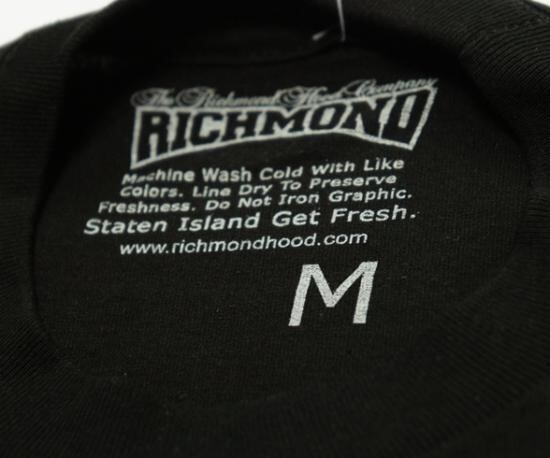 The Richmond Hood Company
RICHMOND
Machine Wash Cold With Like
Colors. Line Dry To Preserve
Freshness. Do Not Iron Graphic.
Staten Island Get Fresh.
www.richmondhood.com
M